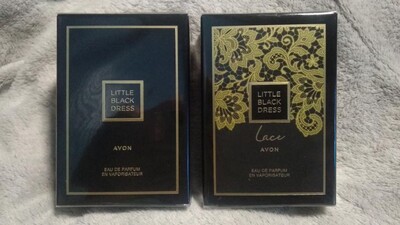 LITTLE
BLACK
DRESS
AVON
EAU DE PARFUM
EN VAPORISATEUR
LITTLE
BLACK
DRESS
Lace
AVON
EAU DE PARFUM
EN VAPORISATEUR